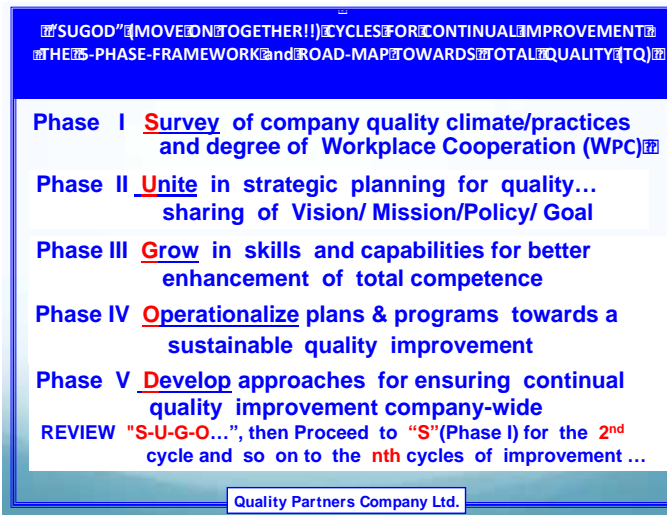 “SUGOD” (MOVE ON TOGETHER!!) CYCLES FOR CONTINUAL IMPROVEMENT
THE 5-PHASE-FRAMEWORK and ROAD-MAP TOWARDS TOTAL QUALITY (TQ)
Phase I Survey of company quality climate/practices
and degree of Workplace Cooperation (WPC)
Phase II Unite in strategic planning for quality…
sharing of Vision/ Mission/Policy/ Goal
Phase III Grow in skills and capabilities for better
enhancement of total competence
Phase IV Operationalize plans & programs towards a
sustainable quality improvement
Phase V Develop approaches for ensuring continual
quality improvement company-wide
REVIEW "S-U-G-O…”, then Proceed to “S”(Phase I) for the 2nd
cycle and so on to the nth cycles of improvement …
Quality Partners Company Ltd.